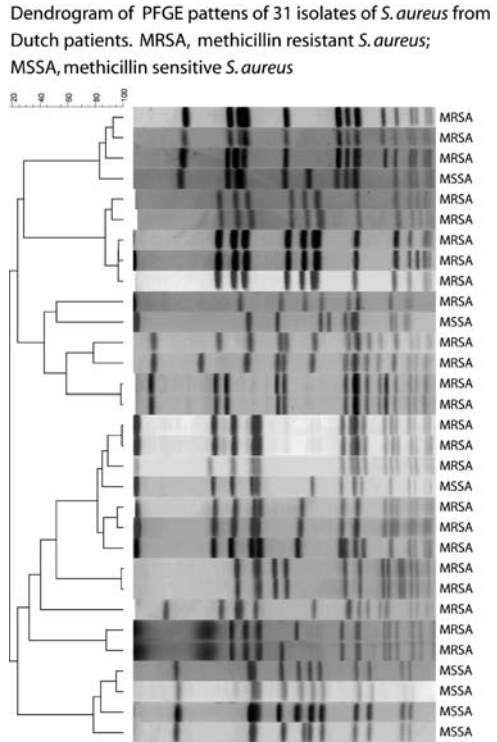 Dendrogram of PFGE pattens of 31 isolates of S. aureus from
Dutch patients. MRSA, methicillin resistant S. aureus;
MSSA, methicillin sensitive S. aureus
20 40 60 80 100
MRSA
MRSA
MRSA
MSSA
MRSA
MRSA
MRSA
MRSA
MRSA
MRSA
MSSA
MRSA
MRSA
MRSA
MRSA
MRSA
MRSA
MRSA
MSSA
MRSA
MRSA
MRSA
MRSA
MRSA
MRSA
MRSA
MRSA
MSSA
MSSA
MSSA
MSSA